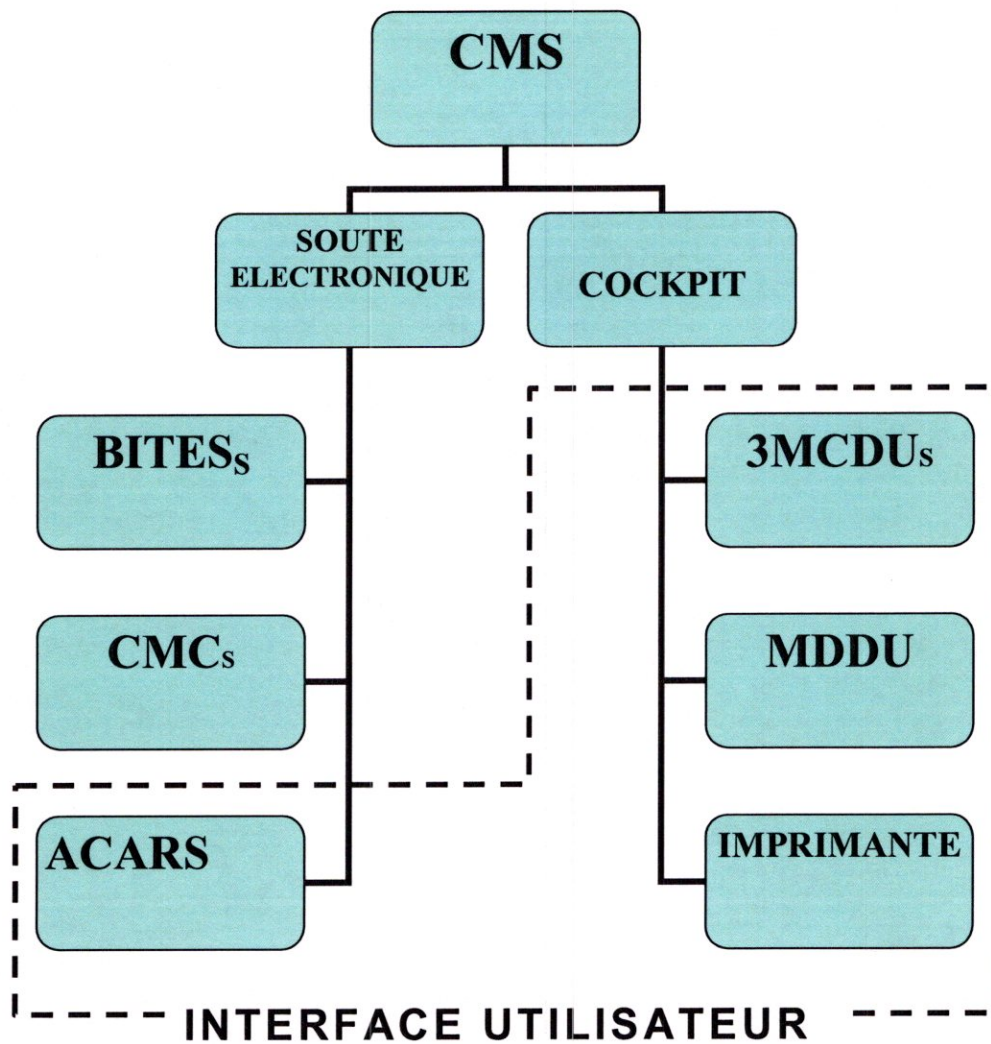 CMS
SOUTE
ELECTRONIQUE
COCKPIT
BITESs
3MCDUs
CMCs
MDDU
ACARS
IMPRIMANTE
INTERFACE UTILISATEUR